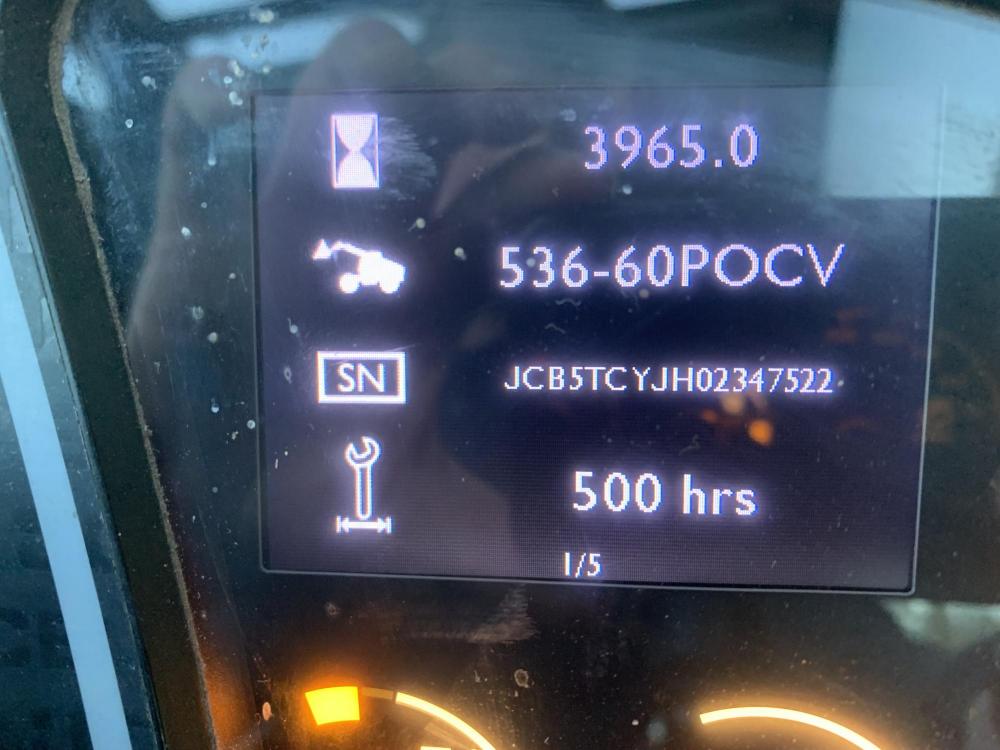 3965.0
536-60POCV
SN JCB5TCYJH02347522
500 hrs
1/5